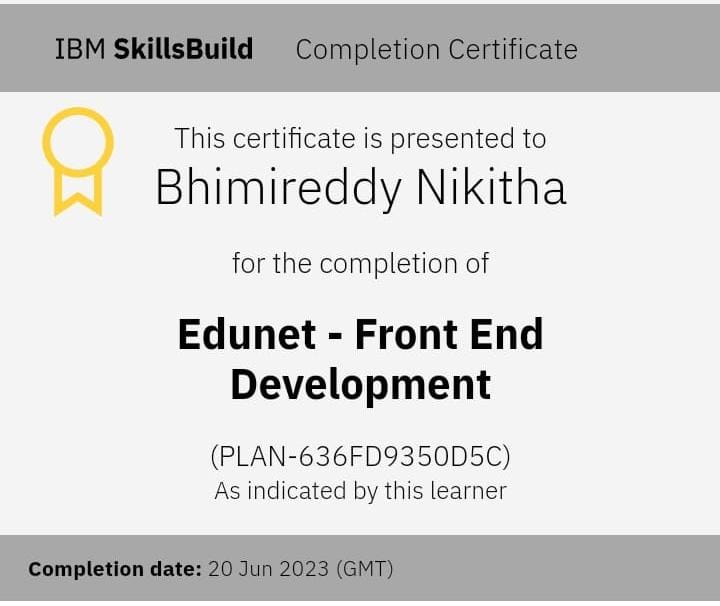 IBM SkillsBuild Completion Certificate
This certificate is presented to
Bhimireddy Nikitha
for the completion of
Edunet - Front End
Development
(PLAN-636FD9350D5C)
As indicated by this learner
Completion date: 20 Jun 2023 (GMT)